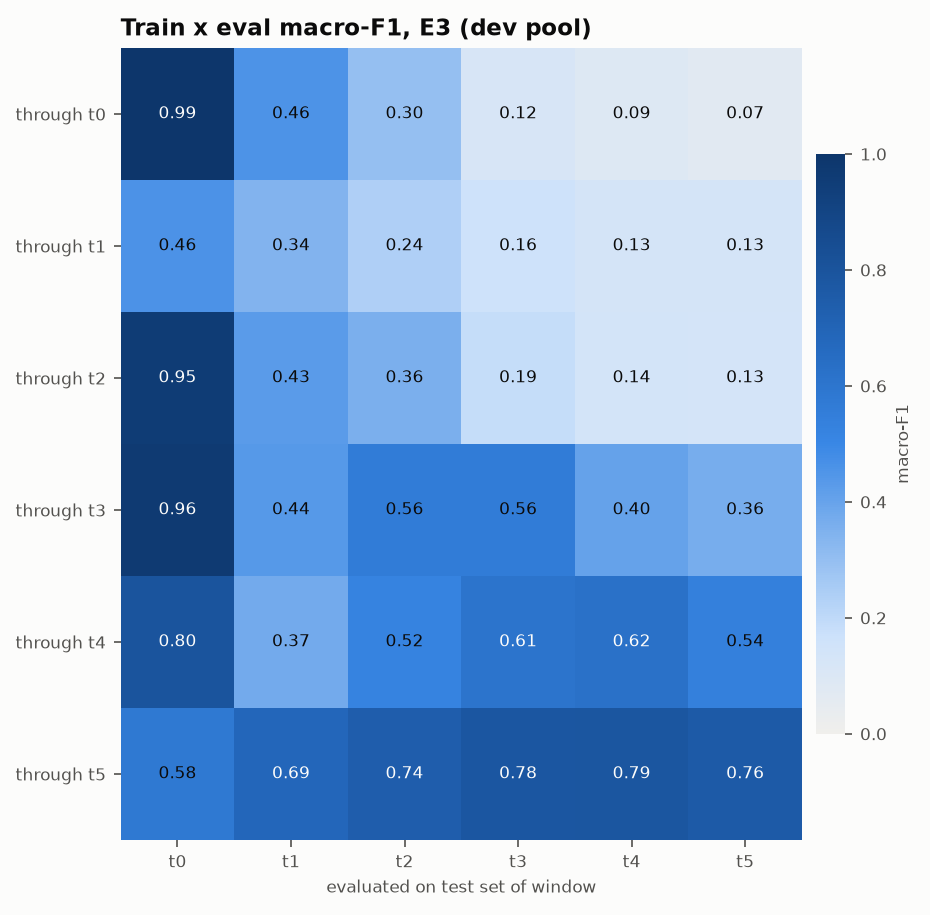 Train x eval macro-F1, E3 (dev pool)
through t0 0.99 0.46 0.30 0.12 0.09 0.07
through t1 0.46 0.34 0.24 0.16 0.13 0.13
through t2 0.95 0.43 0.36 0.19 0.14 0.13
through t3 0.96 0.44 0.56 0.56 0.40 0.36
through t4 0.80 0.37 0.52 0.61 0.62 0.54
through t5 0.58 0.69 0.74 0.78 0.79 0.76
t0 t1 t2 t3 t4 t5
evaluated on test set of window
1.0
0.8
0.6
0.4
0.2
0.0
macro-F1